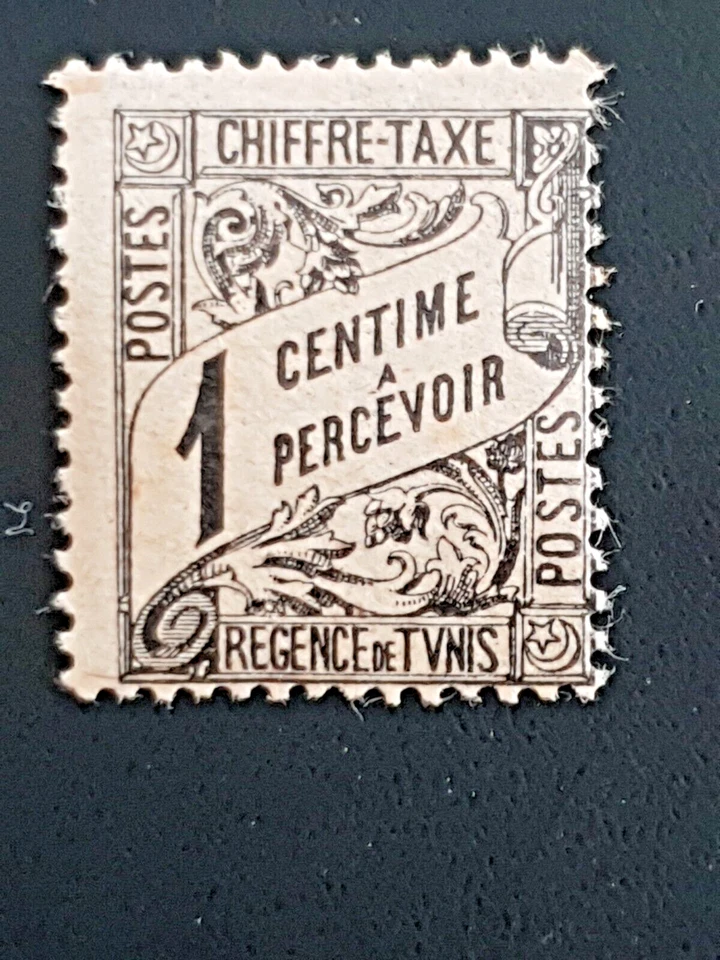 CHIFFRE-TAXE
POSTES
1
CENTIME
A
PERCEVOIR
POSTES
REGENCE DE TVNIS